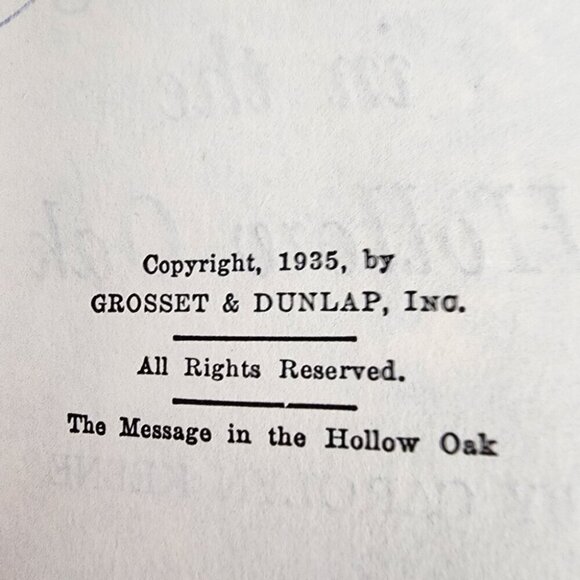 Copyright, 1935, by
GROSSET & DUNLAP, INC.
All Rights Reserved.
The Message in the Hollow Oak